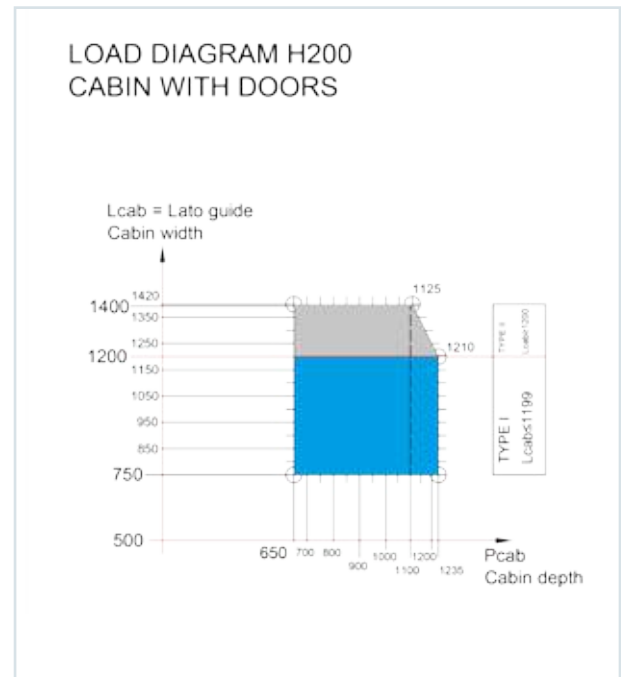 LOAD DIAGRAM H200
CABIN WITH DOORS
Lcab = Lato guide
Cabin width
1125
1420
1400
1350
1250
1210
1200
1150
1050
950
850
750
500
650
700
800
900
1000
1100
1200
1235
Pcab
Cabin depth
TYPE II
TYPE I
Lcab≤1199